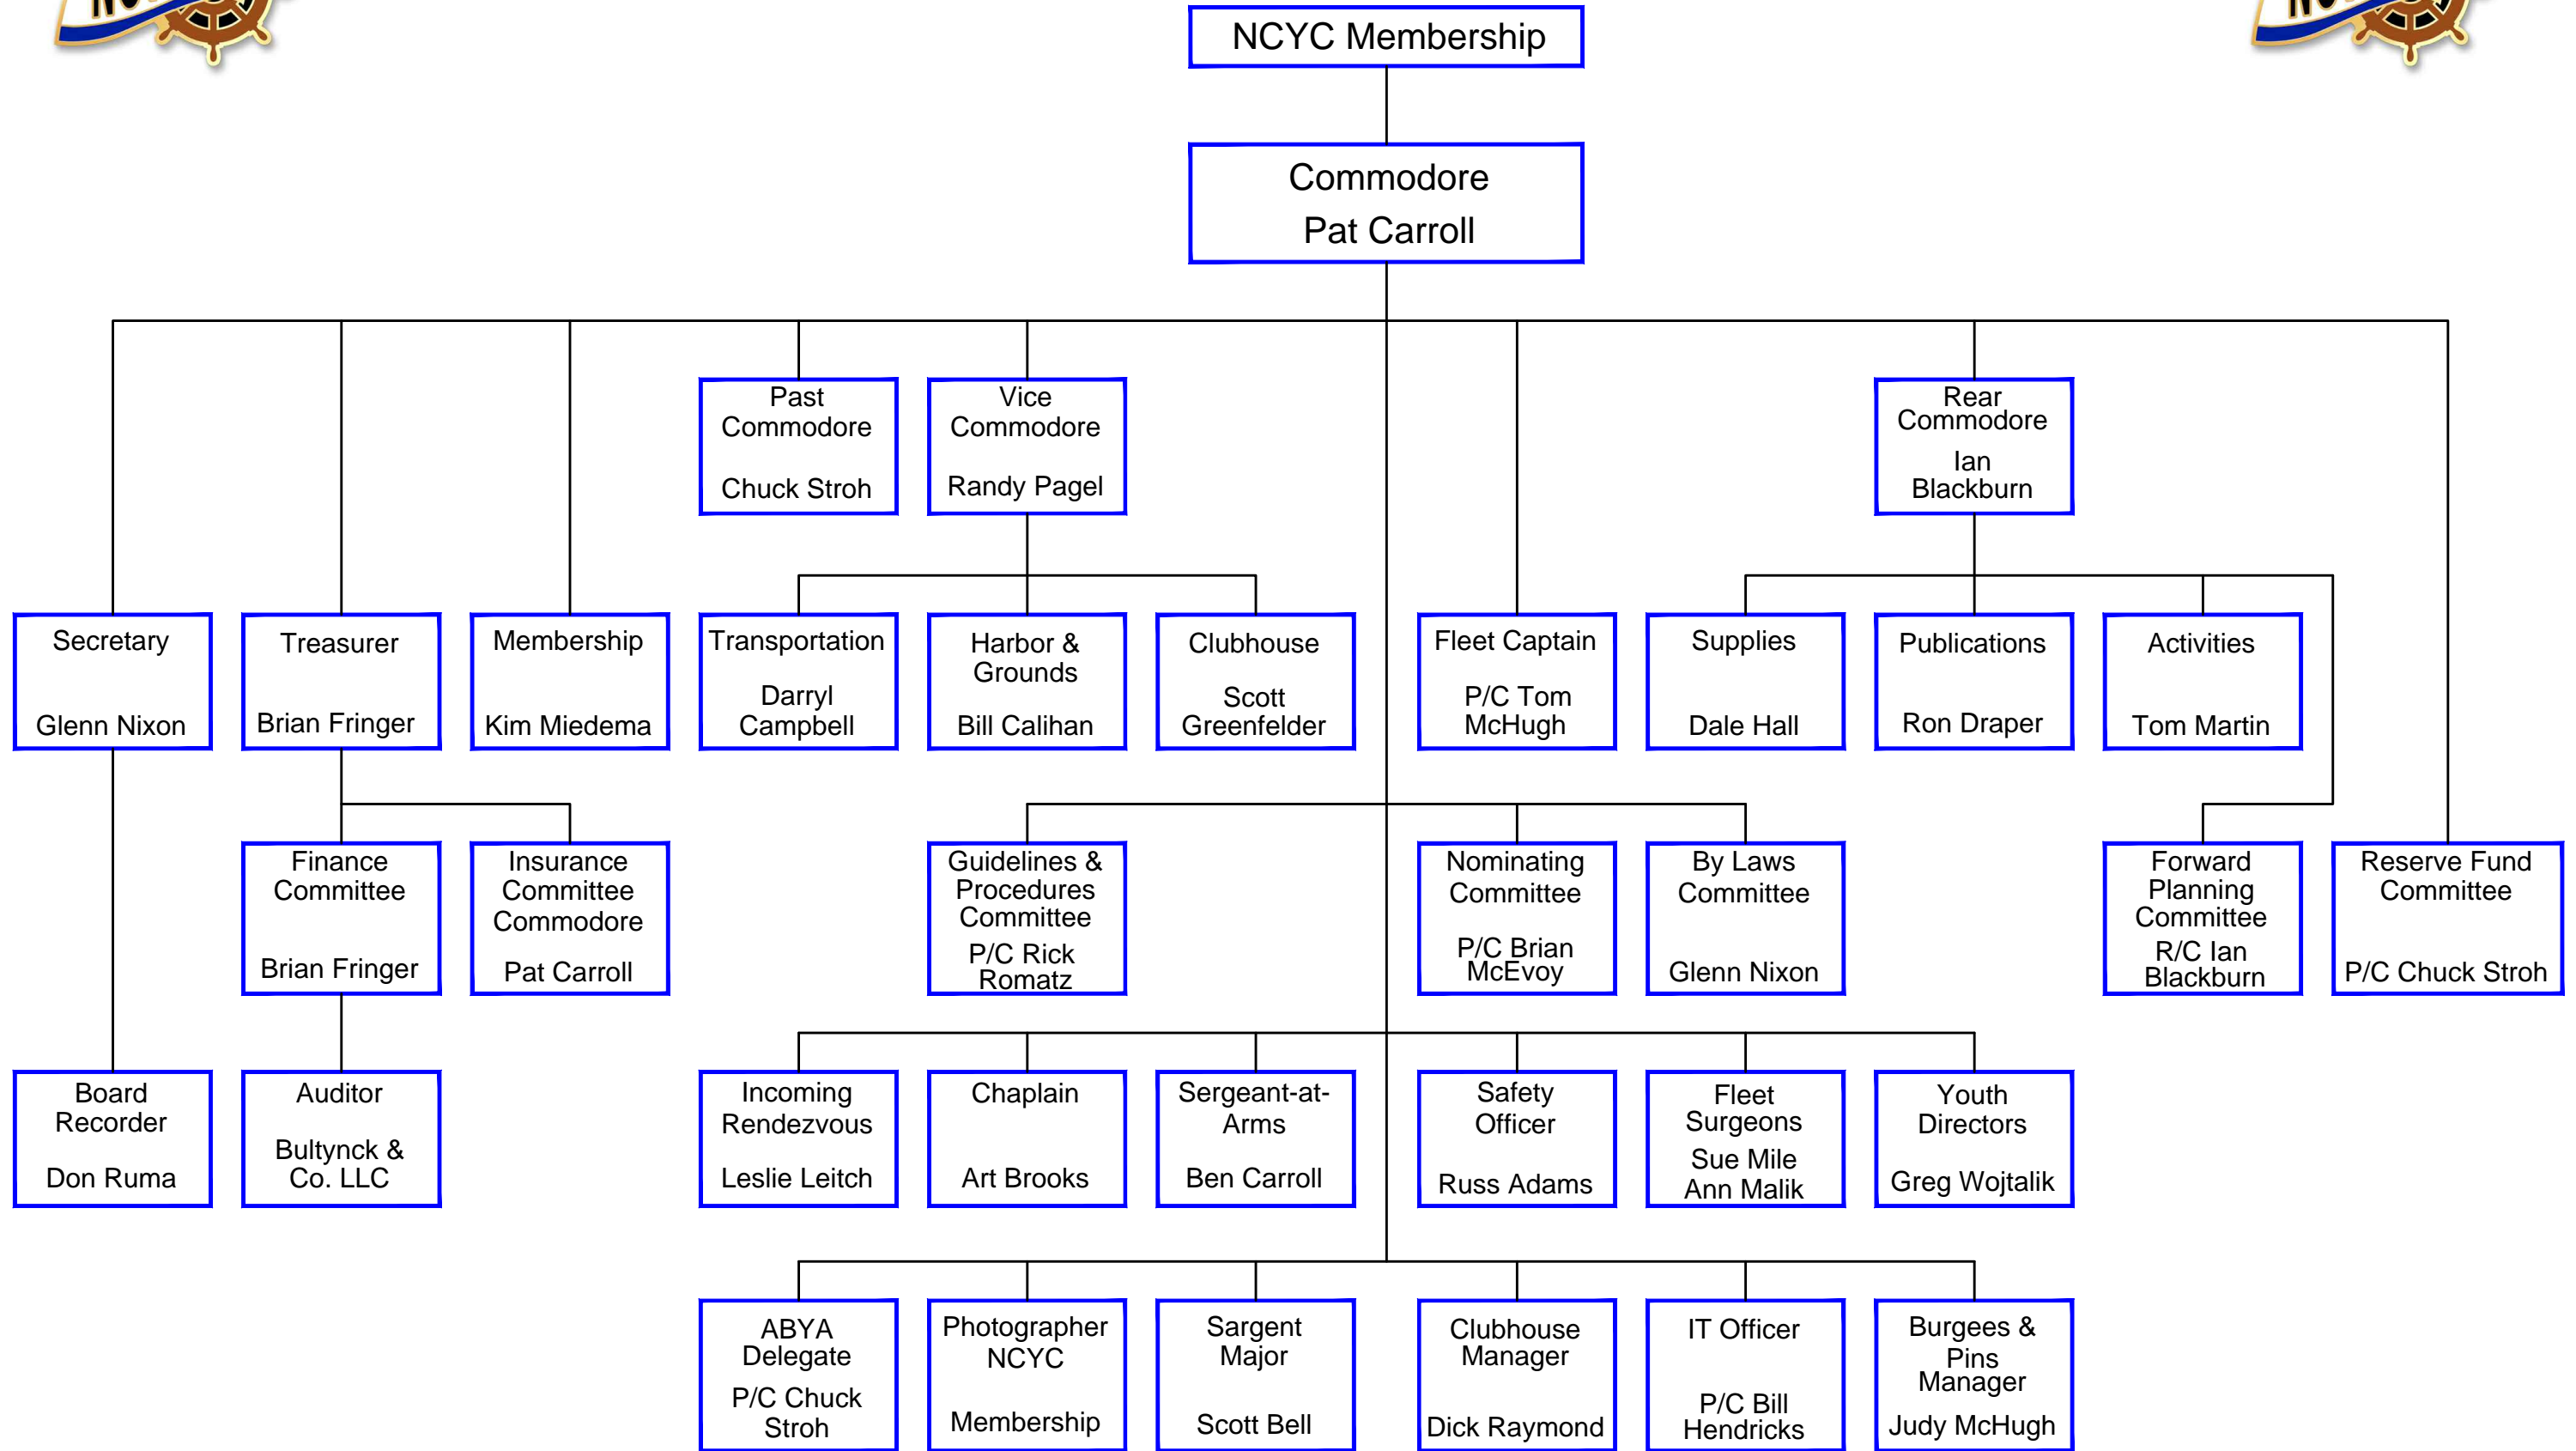 NCYC Membership
Commodore
Pat Carroll
Past
Commodore
Chuck Stroh
Vice
Commodore
Randy Pagel
Rear
Commodore
Ian
Blackburn
Secretary
Glenn Nixon
Treasurer
Brian Fringer
Membership
Kim Miedema
Transportation
Darryl
Campbell
Harbor &
Grounds
Bill Calihan
Clubhouse
Scott
Greenfelder
Fleet Captain
P/C Tom
McHugh
Supplies
Dale Hall
Publications
Ron Draper
Activities
Tom Martin
Finance
Committee
Brian Fringer
Insurance
Committee
Commodore
Pat Carroll
Guidelines &
Procedures
Committee
P/C Rick
Romatz
Nominating
Committee
P/C Brian
McEvoy
By Laws
Committee
Glenn Nixon
Forward
Planning
Committee
R/C Ian
Blackburn
Reserve Fund
Committee
P/C Chuck Stroh
Board
Recorder
Don Ruma
Auditor
Bultynck &
Co. LLC
Incoming
Rendezvous
Leslie Leitch
Chaplain
Art Brooks
Sergeant-at-
Arms
Ben Carroll
Safety
Officer
Russ Adams
Fleet
Surgeons
Sue Mile
Ann Malik
Youth
Directors
Greg Wojtalik
ABYA
Delegate
P/C Chuck
Stroh
Photographer
NCYC
Membership
Sargent
Major
Scott Bell
Clubhouse
Manager
Dick Raymond
IT Officer
P/C Bill
Hendricks
Burgees &
Pins
Manager
Judy McHugh